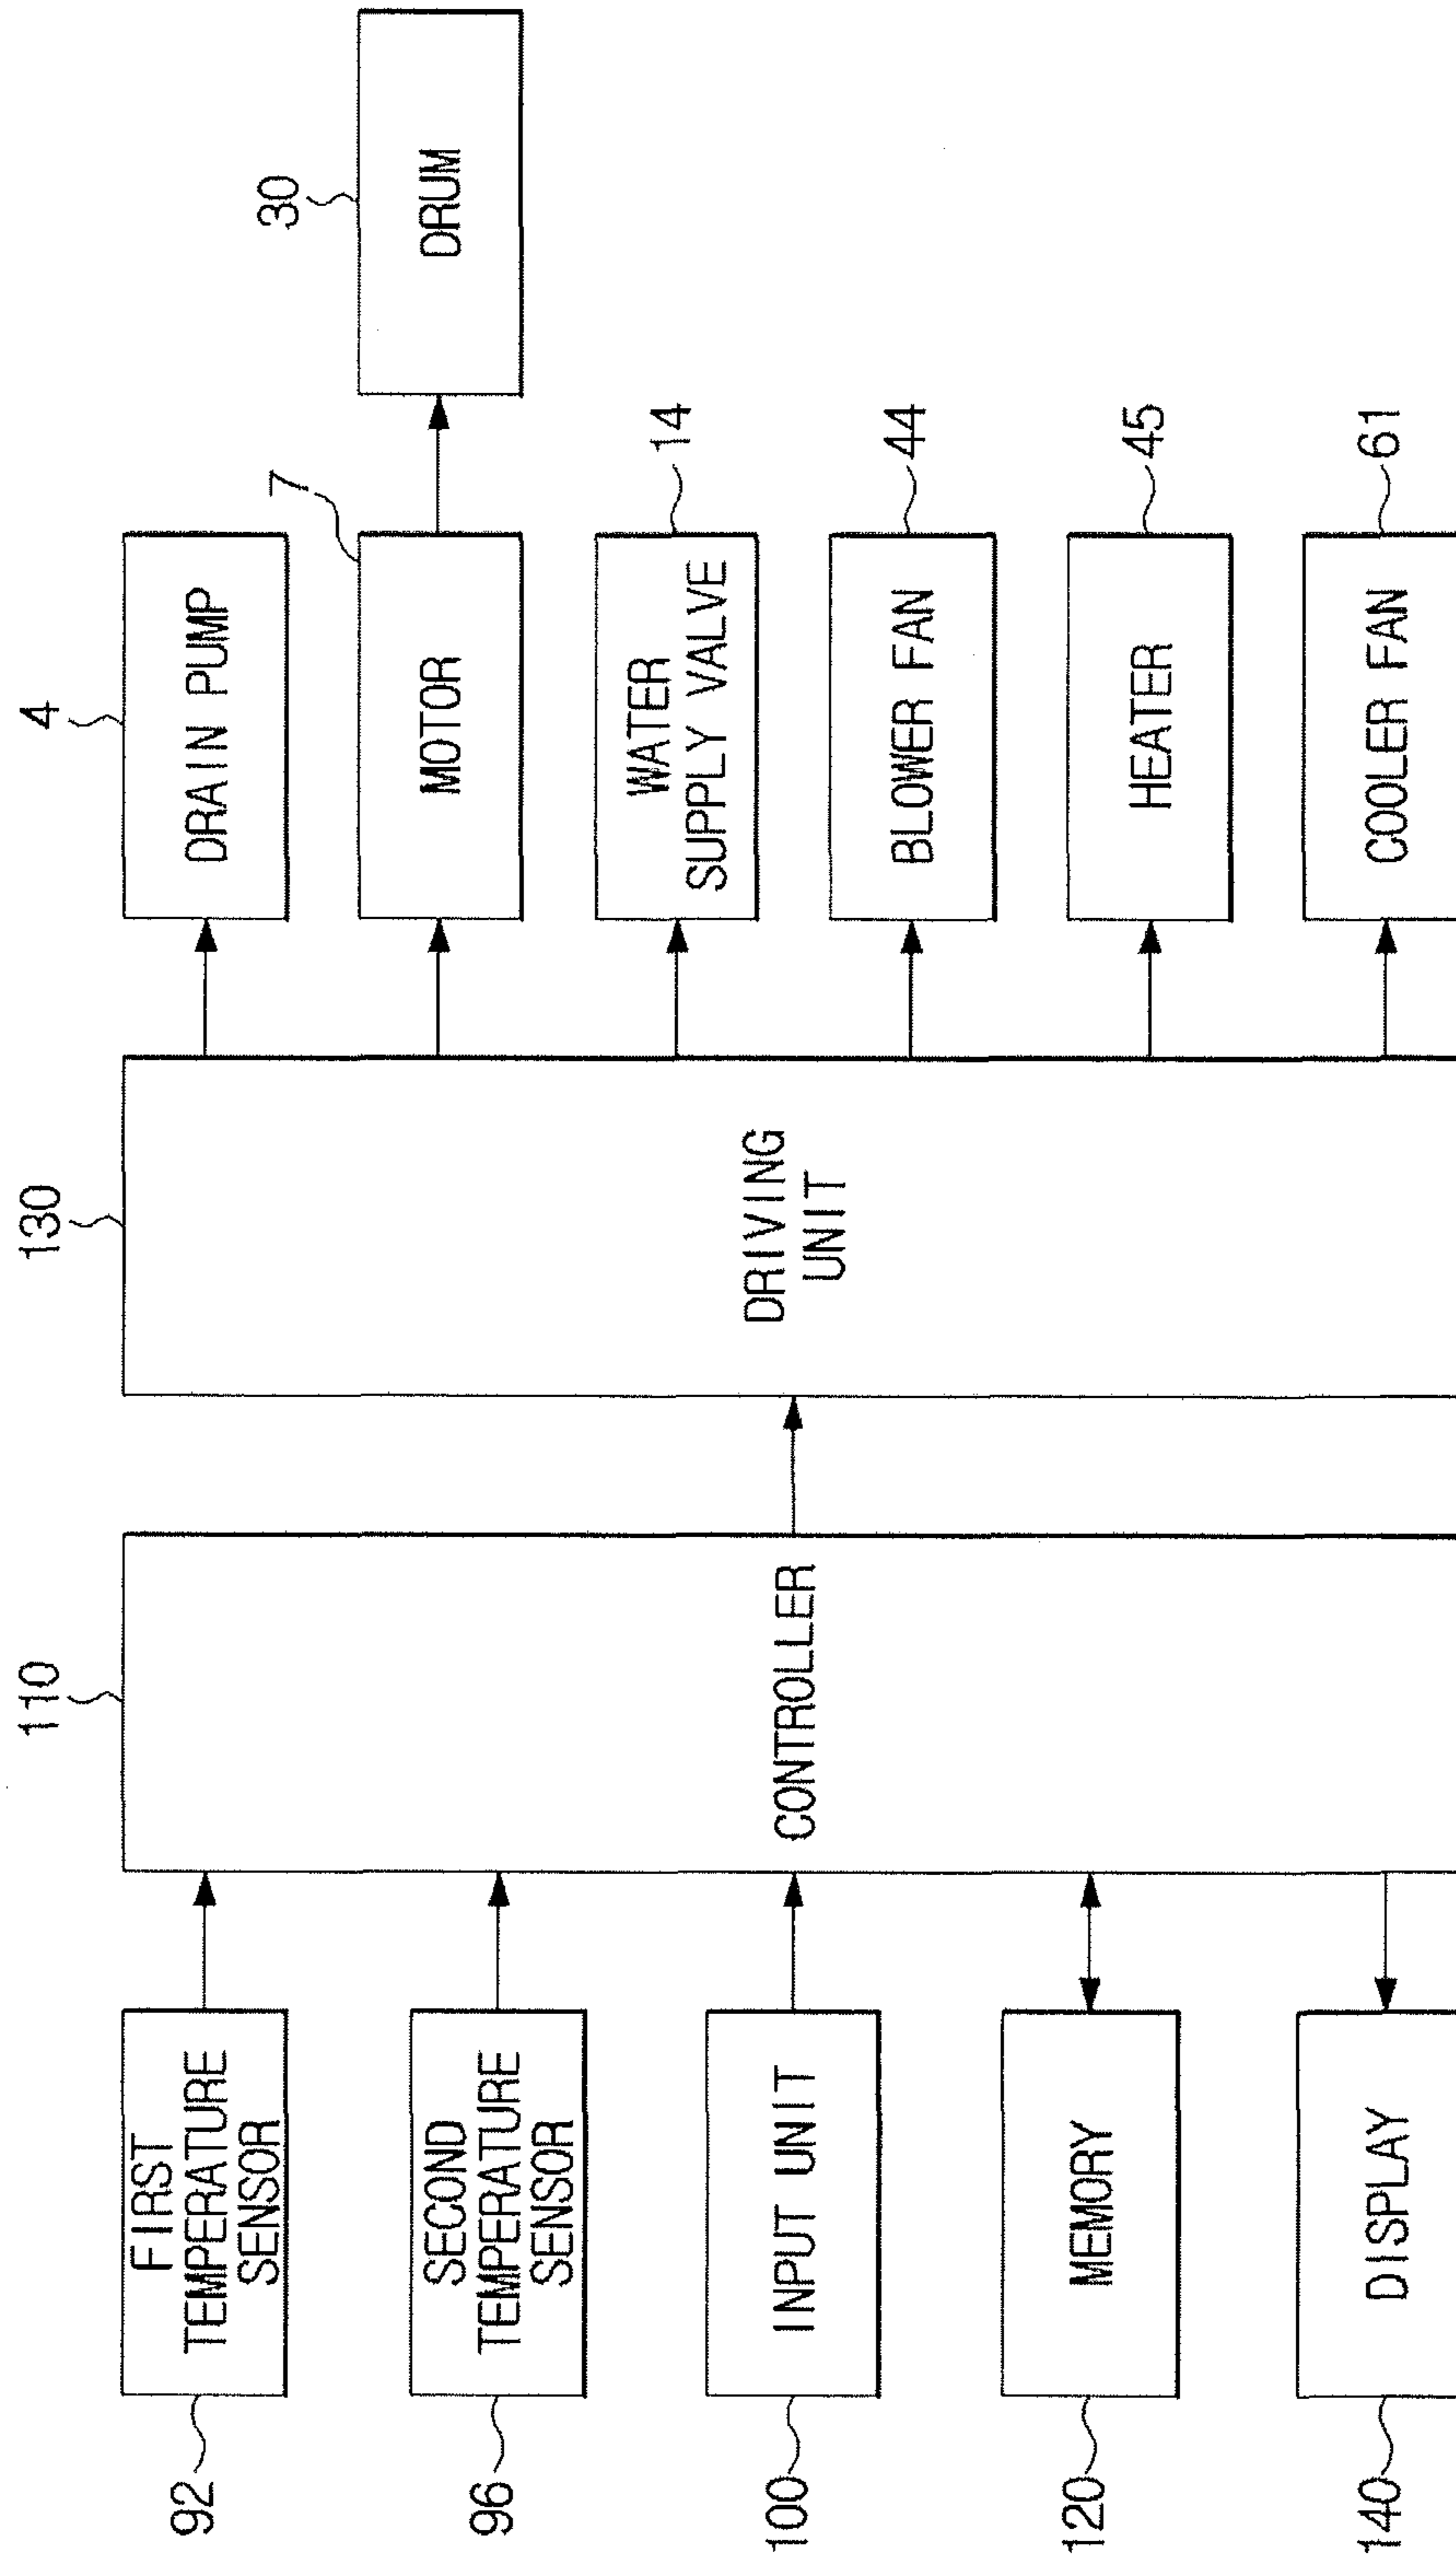 92
FIRST
TEMPERATURE
SENSOR
96
SECOND
TEMPERATURE
SENSOR
100
INPUT UNIT
120
MEMORY
140
DISPLAY
110
CONTROLLER
130
DRIVING
UNIT
4
DRAIN PUMP
7
MOTOR
30
DRUM
14
WATER
SUPPLY VALVE
44
BLOWER FAN
45
HEATER
61
COOLER FAN